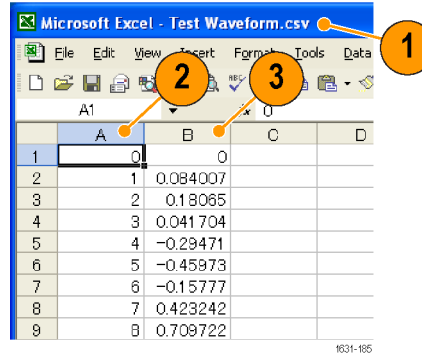 Microsoft Excel - Test Waveform.csv
1
File Edit View Insert Format Tools Data
2
3
A1 0
A B C D
1 0 0
2 1 0.084007
3 2 0.18065
4 3 0.041704
5 4 -0.29471
6 5 -0.45973
7 6 -0.15777
8 7 0.423242
9 8 0.709722
1631-185